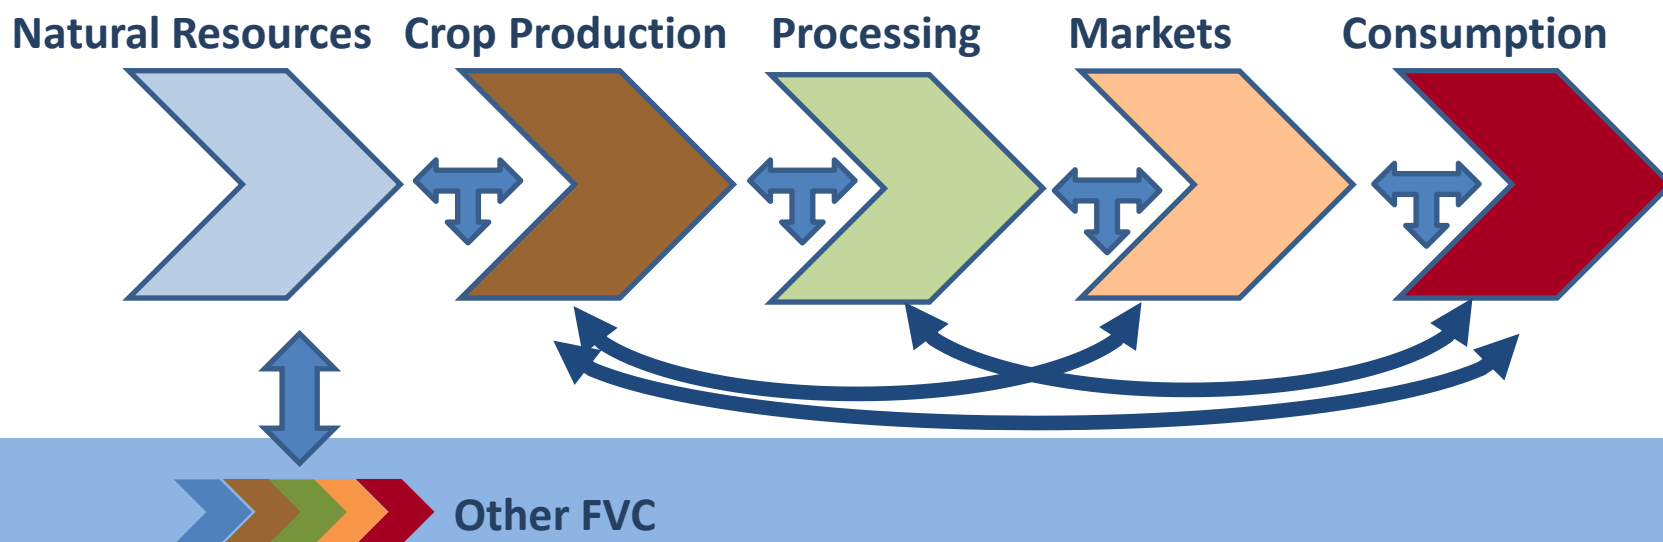 Natural Resources Crop Production Processing Markets Consumption
Other FVC